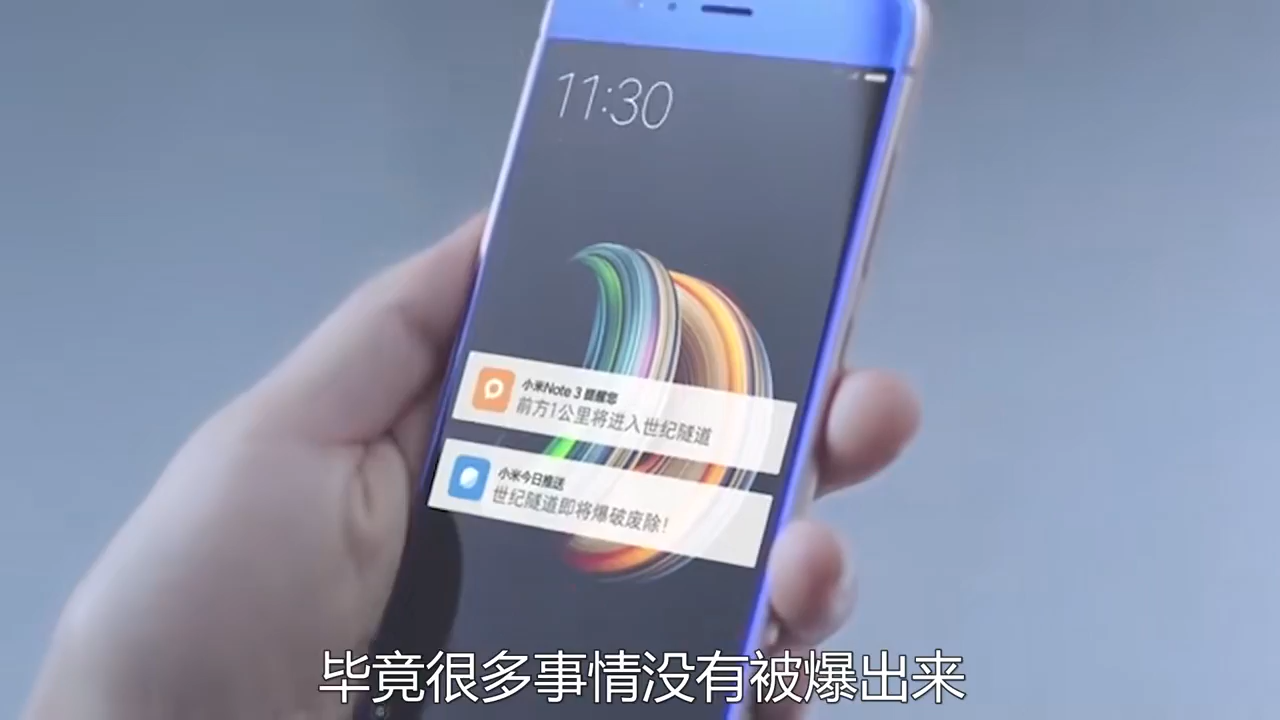 11:30
小米Note 3 提醒您
前方1公里将进入世纪隧道
小米今日推送
世纪隧道即将爆破废除!
毕竟很多事情没有被爆出来